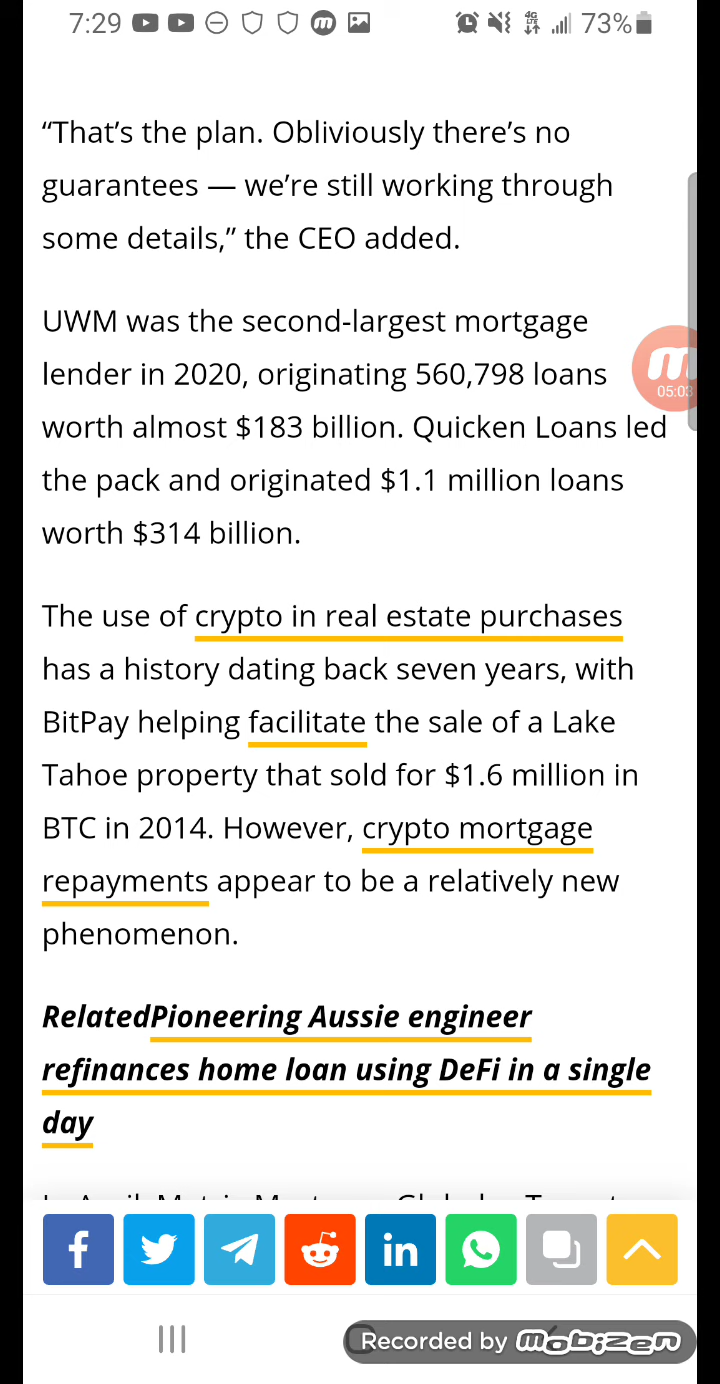 7:29
4G
LTE
73%
“That’s the plan. Obliviously there’s no
guarantees — we’re still working through
some details,” the CEO added.
UWM was the second-largest mortgage
lender in 2020, originating 560,798 loans
05:03
worth almost $183 billion. Quicken Loans led
the pack and originated $1.1 million loans
worth $314 billion.
The use of crypto in real estate purchases
has a history dating back seven years, with
BitPay helping facilitate the sale of a Lake
Tahoe property that sold for $1.6 million in
BTC in 2014. However, crypto mortgage
repayments appear to be a relatively new
phenomenon.
RelatedPioneering Aussie engineer
refinances home loan using DeFi in a single
day
Recorded by mobizen